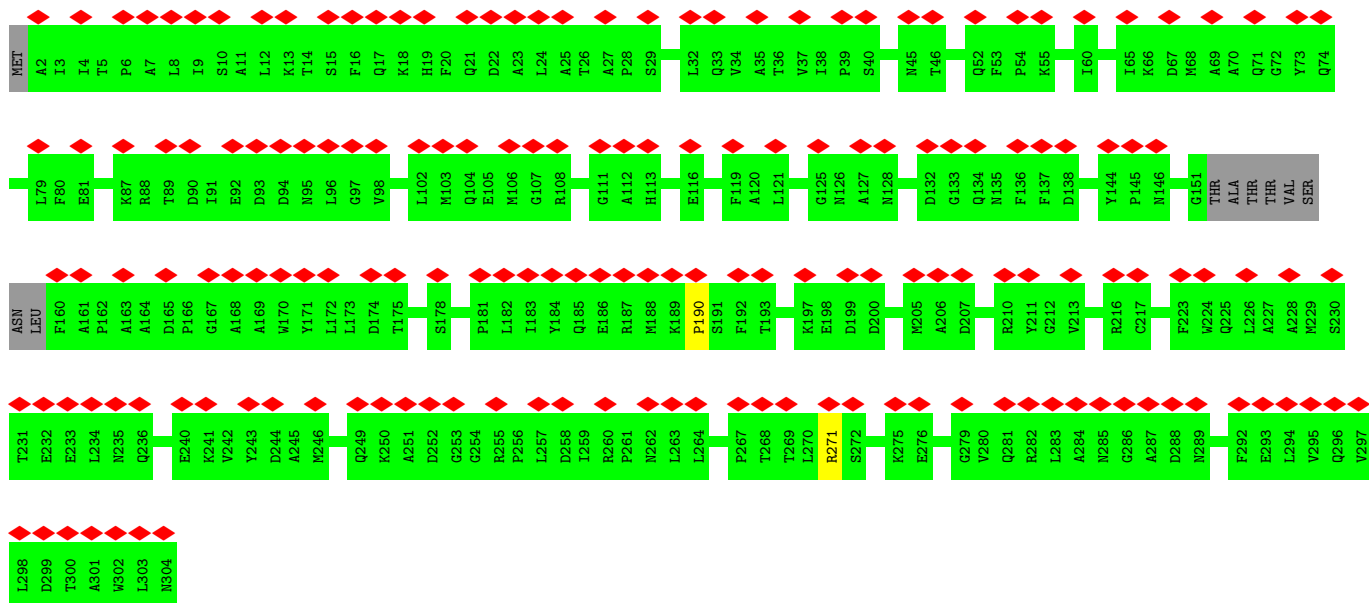 MET A2 I3 I4 T5 P6 A7 L8 I9 S10 A11 L12 K13 T14 S15 F16 Q17 K18 H19 F20 Q21 D22 A23 L24 A25 T26 A27 P28 S29 L32 Q33 V34 A35 T36 V37 I38 P39 S40 N45 T46 Q52 F53 P54 K55 I60 I65 K66 D67 M68 A69 A70 Q71 G72 Y73 Q74
L79 F80 E81 K87 R88 T89 D90 I91 E92 D93 D94 N95 L96 G97 V98 L102 M103 Q104 E105 M106 G107 R108 G111 A112 H113 E116 F119 A120 L121 G125 N126 A127 N128 D132 G133 Q134 N135 F136 F137 D138 Y144 P145 N146 G151 THR ALA THR THR VAL SER
ASN LEU F160 A161 P162 A163 A164 D165 P166 G167 A168 A169 W170 Y171 L172 L173 D174 T175 S178 P181 L182 I183 Y184 Q185 E186 R187 M188 K189 P190 S191 F192 T193 K197 E198 D199 D200 M205 A206 D207 R210 Y211 G212 V213 R216 C217 F223 W224 Q225 L226 A227 A228 M229 S230
T231 E232 E233 L234 N235 Q236 E240 K241 V242 Y243 D244 A245 M246 Q249 K250 A251 D252 G253 G254 R255 P256 L257 D258 I259 R260 P261 N262 L263 L264 P267 T268 T269 L270 R271 S272 K275 E276 G279 V280 Q281 R282 L283 A284 N285 G286 A287 D288 N289 F292 E293 L294 V295 Q296 V297
L298 D299 T300 A301 W302 L303 N304